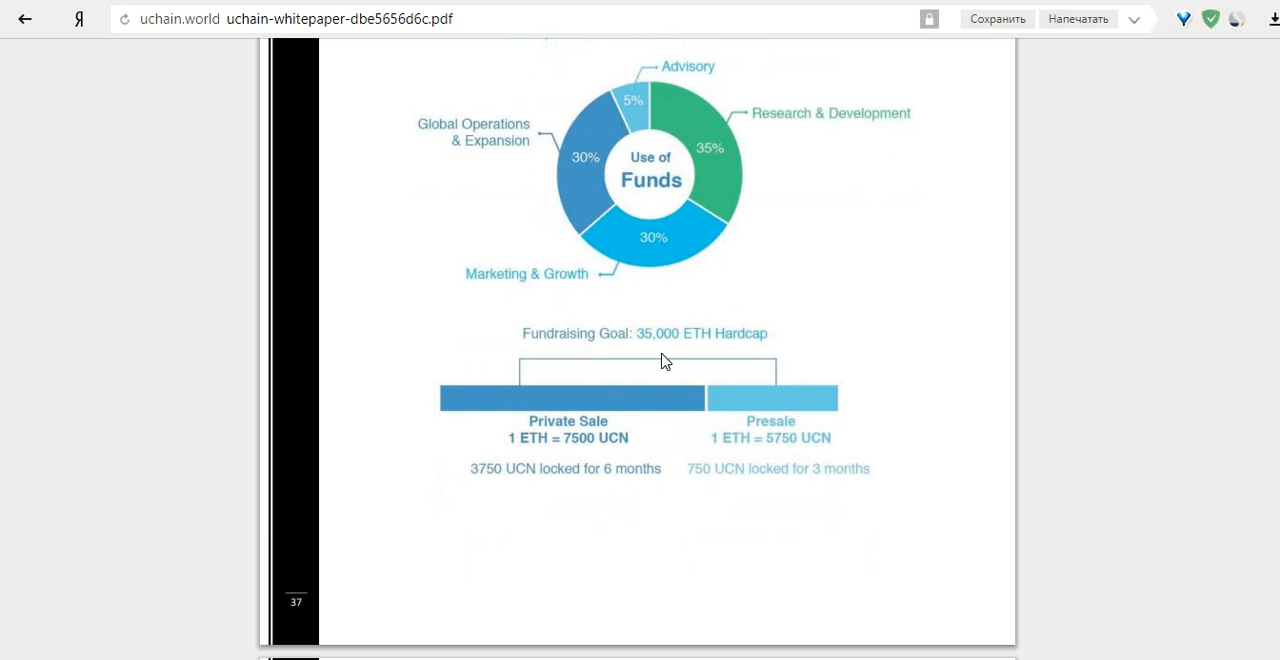 Я
uchain.world uchain-whitepaper-dbe5656d6c.pdf
Сохранить
Напечатать
Advisory
5%
Global Operations
& Expansion
30%
Research & Development
35%
Use of
Funds
30%
Marketing & Growth
Fundraising Goal: 35,000 ETH Hardcap
Private Sale
1 ETH = 7500 UCN
3750 UCN locked for 6 months
Presale
1 ETH = 5750 UCN
750 UCN locked for 3 months
37